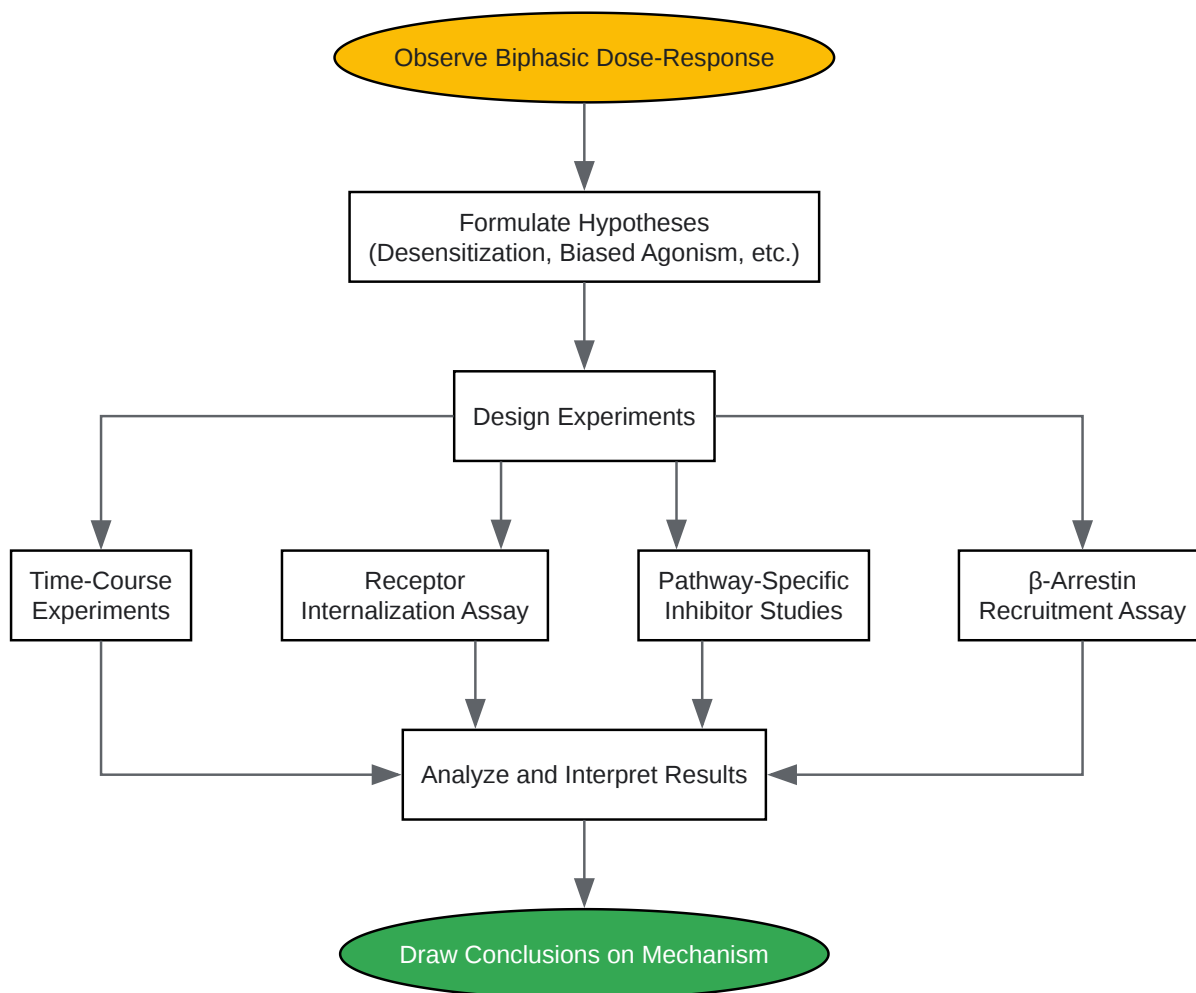 Observe Biphasic Dose-Response
Formulate Hypotheses
(Desensitization, Biased Agonism, etc.)
Design Experiments
Time-Course
Experiments
Receptor
Internalization Assay
Pathway-Specific
Inhibitor Studies
β-Arrestin
Recruitment Assay
Analyze and Interpret Results
Draw Conclusions on Mechanism